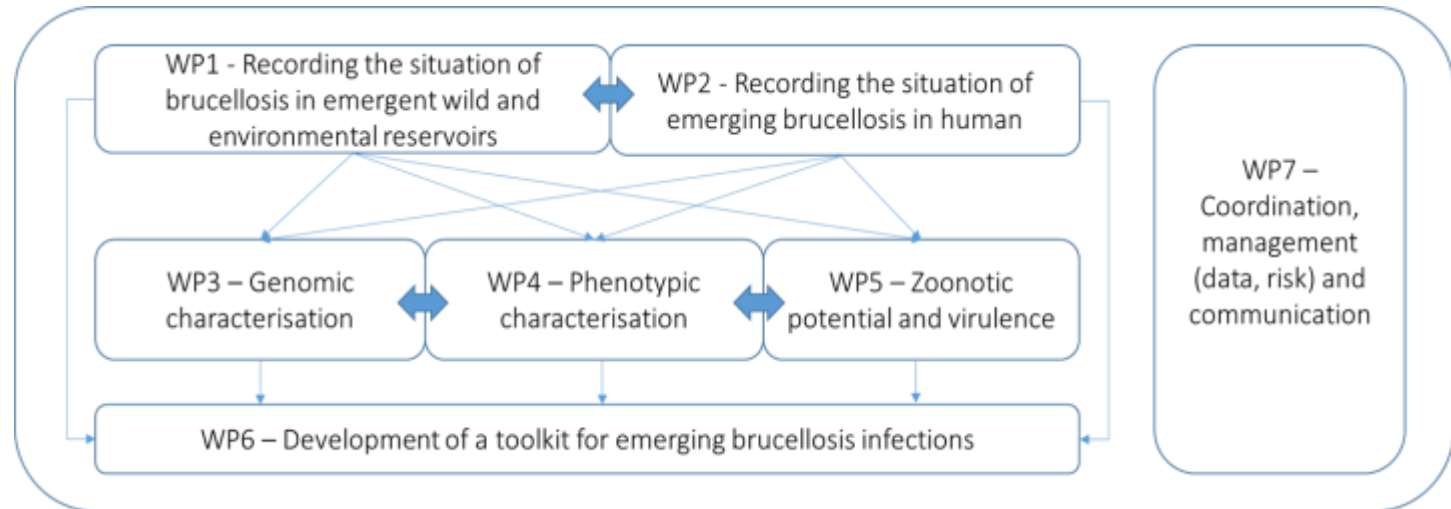 WP1 - Recording the situation of
brucellosis in emergent wild and
environmental reservoirs
WP2 - Recording the situation of
emerging brucellosis in human
WP3 – Genomic
characterisation
WP4 – Phenotypic
characterisation
WP5 – Zoonotic
potential and virulence
WP6 – Development of a toolkit for emerging brucellosis infections
WP7 –
Coordination,
management
(data, risk) and
communication